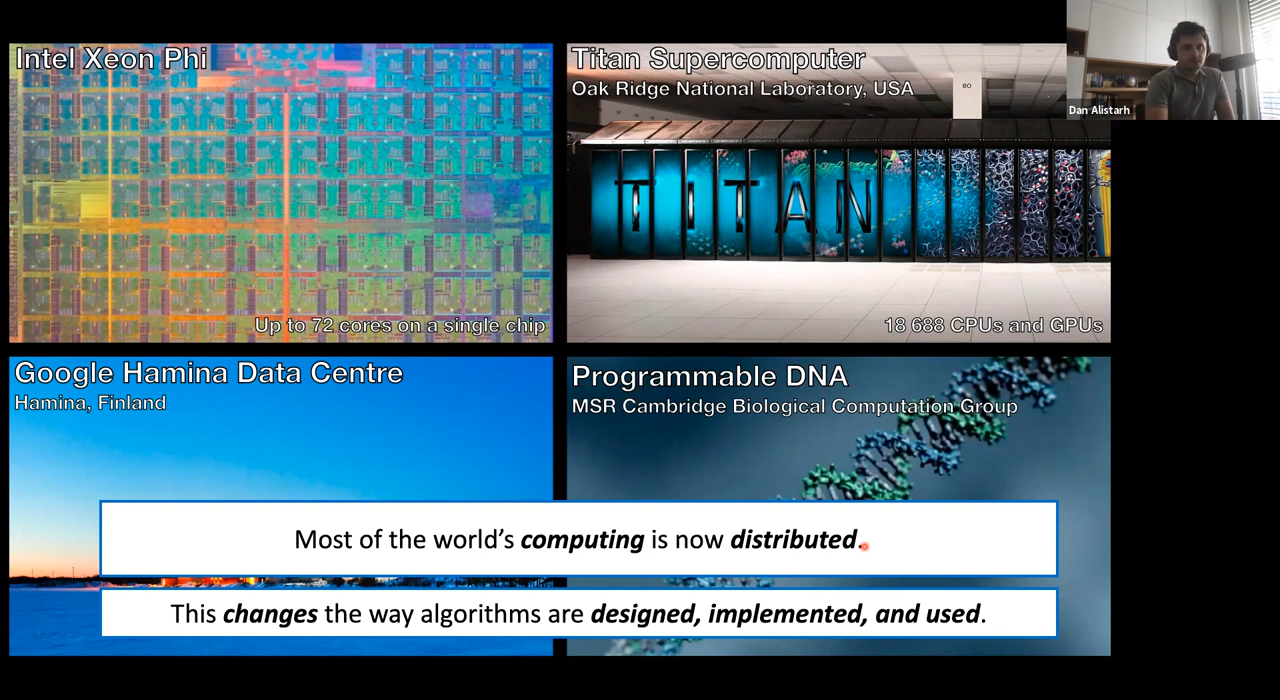 Intel Xeon Phi
Up to 72 cores on a single chip
Titan Supercomputer
Oak Ridge National Laboratory, USA
BO
TITAN
18 688 CPUs and GPUs
Dan Alistarh
Google Hamina Data Centre
Hamina, Finland
Programmable DNA
MSR Cambridge Biological Computation Group
Most of the world's computing is now distributed.
This changes the way algorithms are designed, implemented, and used.